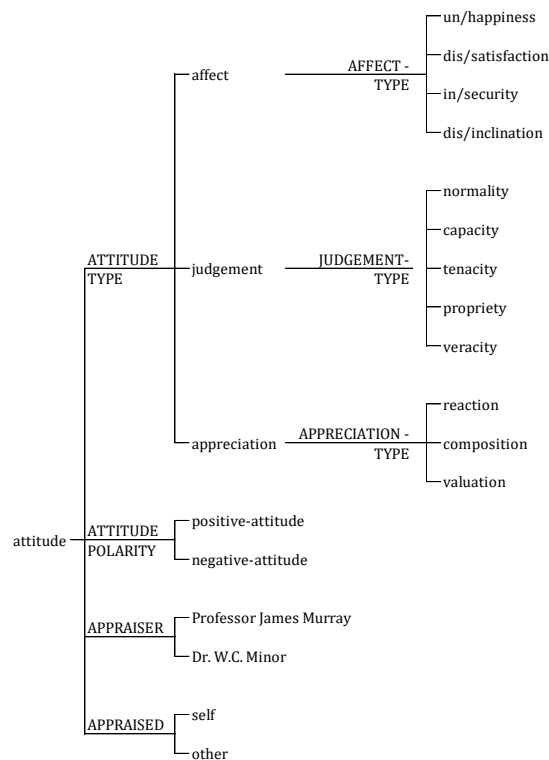 un/happiness
dis/satisfaction
affect
AFFECT -
TYPE
in/security
dis/inclination
normality
capacity
ATTITUDE
TYPE
judgement
JUDGEMENT-
TYPE
tenacity
propriety
veracity
reaction
appreciation
APPRECIATION -
TYPE
composition
valuation
attitude
ATTITUDE
POLARITY
positive-attitude
negative-attitude
APPRAISER
Professor James Murray
Dr. W.C. Minor
APPRAISED
self
other